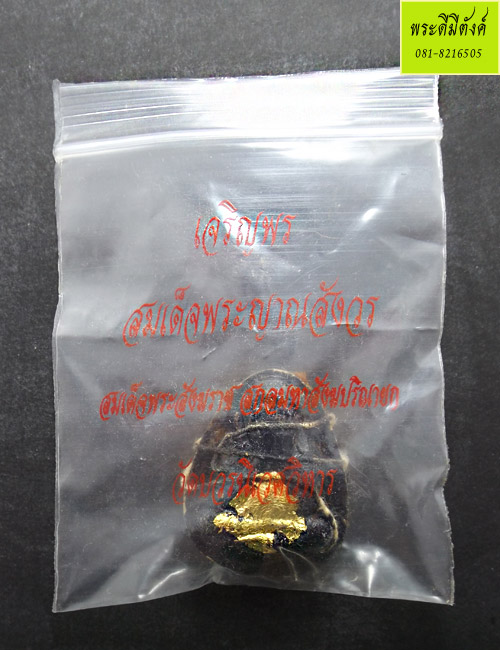 พระดีมีตังค์
081-8216505
เจริญพร
สมเด็จพระญาณสังวร
สมเด็จพระสังฆราช สกลมหาสังฆปริณายก
วัดบวรนิเวศวิหาร